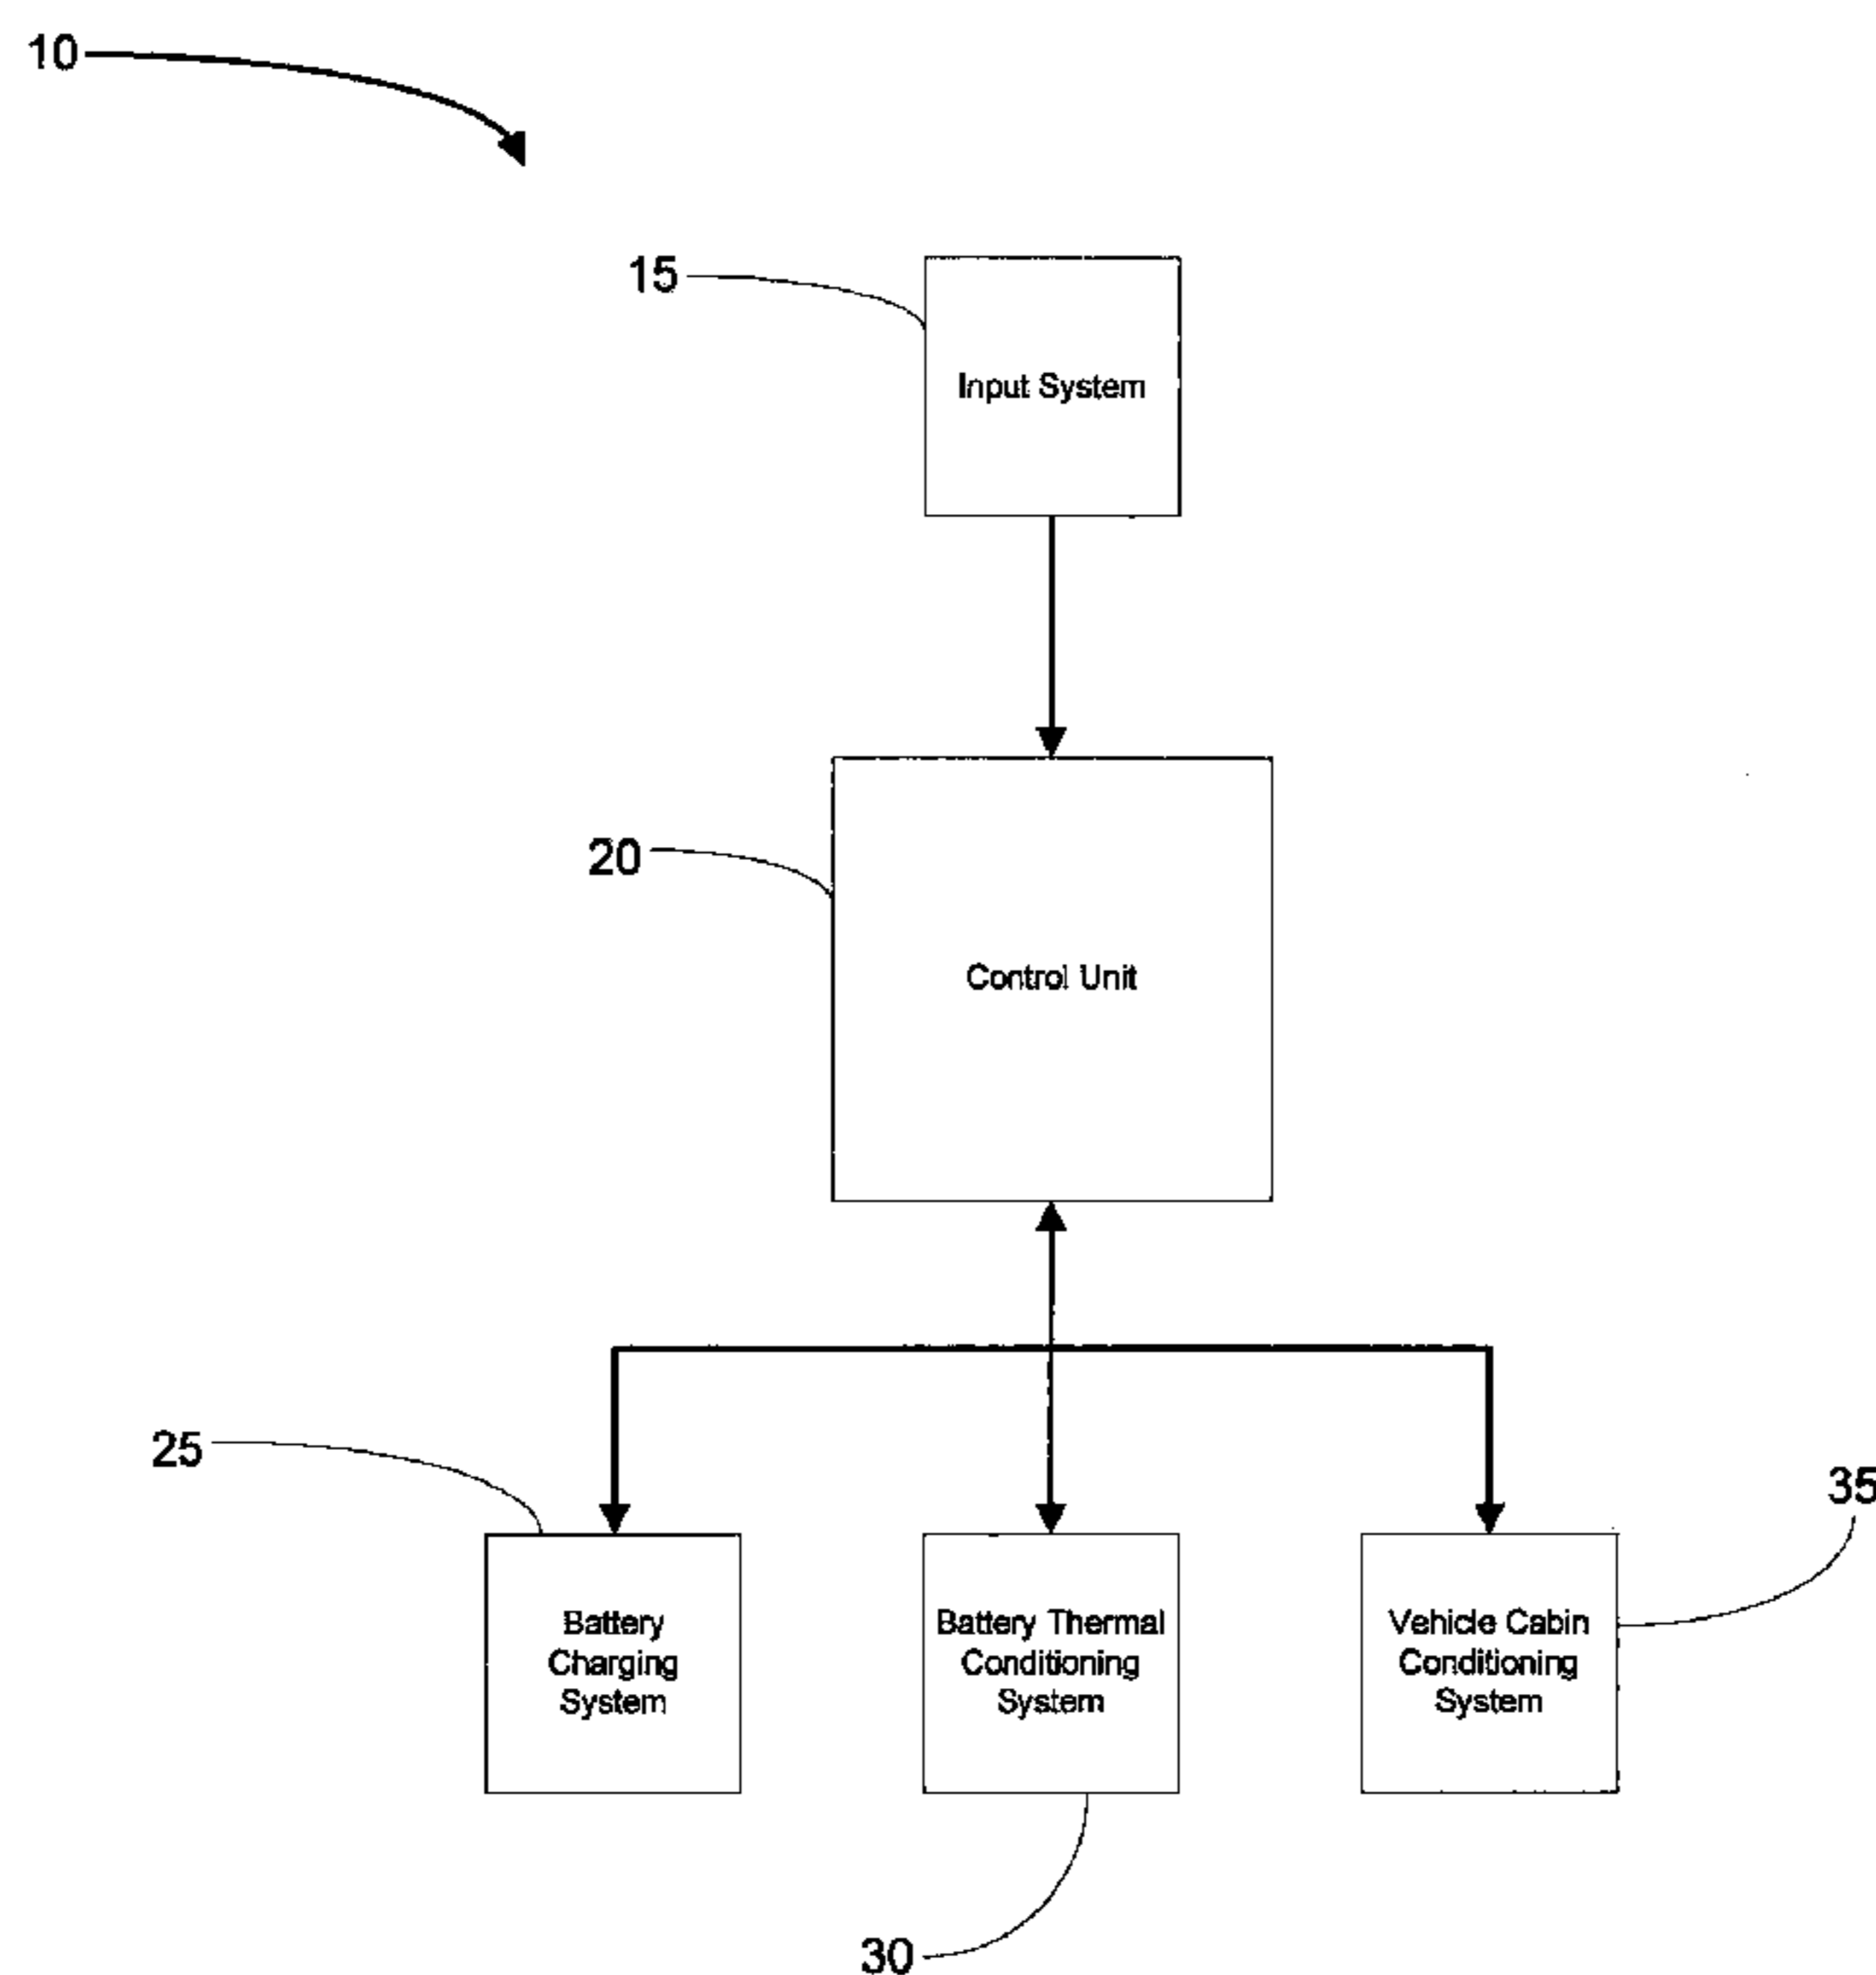 10
15
Input System
20
Control Unit
25
35
Battery
Charging
System
Battery Thermal
Conditioning
System
Vehicle Cabin
Conditioning
System
30